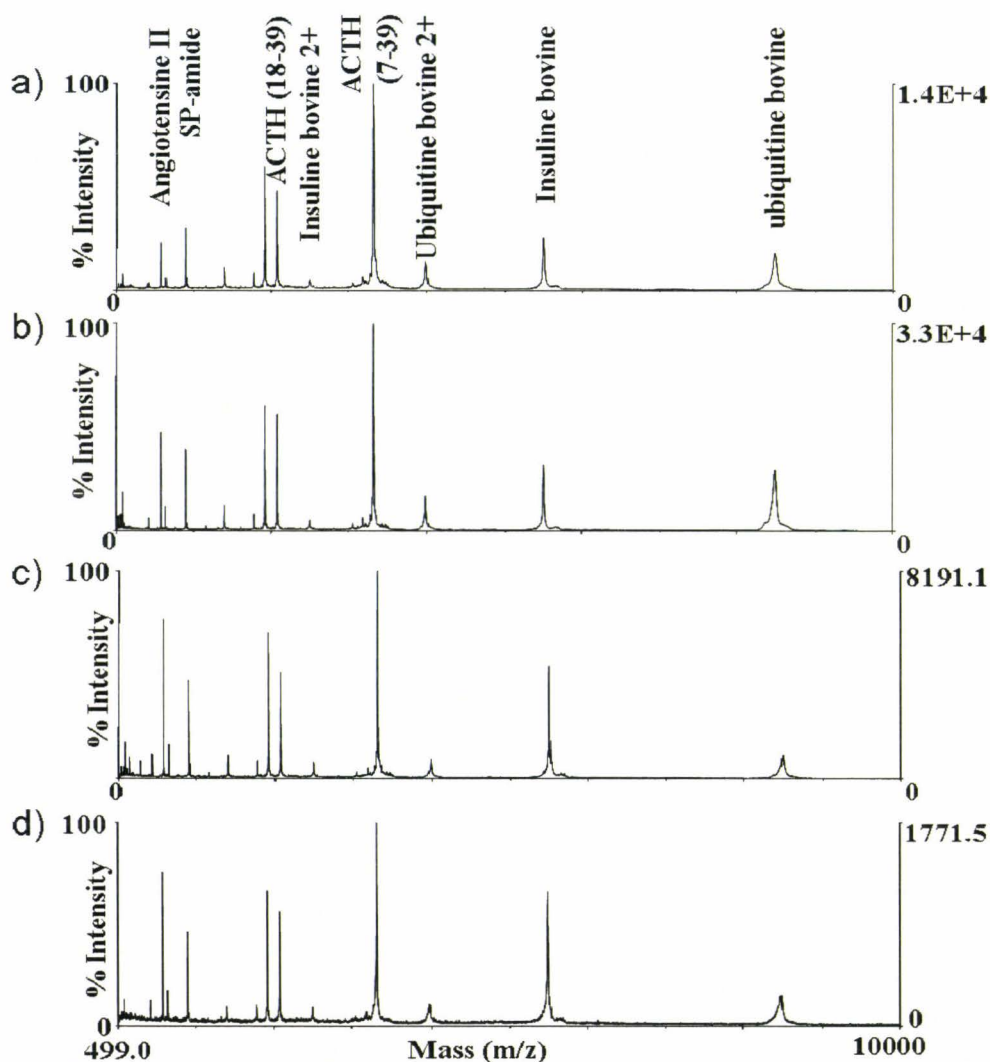 a)
100
% Intensity
0
Angiotensine II
SP-amide
ACTH (18-39)
Insuline bovine 2+
ACTH
(7-39)
Ubiquitine bovine 2+
Insuline bovine
ubiquitine bovine
1.4E+4
0
b)
100
% Intensity
0
3.3E+4
0
c)
100
% Intensity
0
8191.1
0
d)
100
% Intensity
0
1771.5
0
499.0
Mass (m/z)
10000